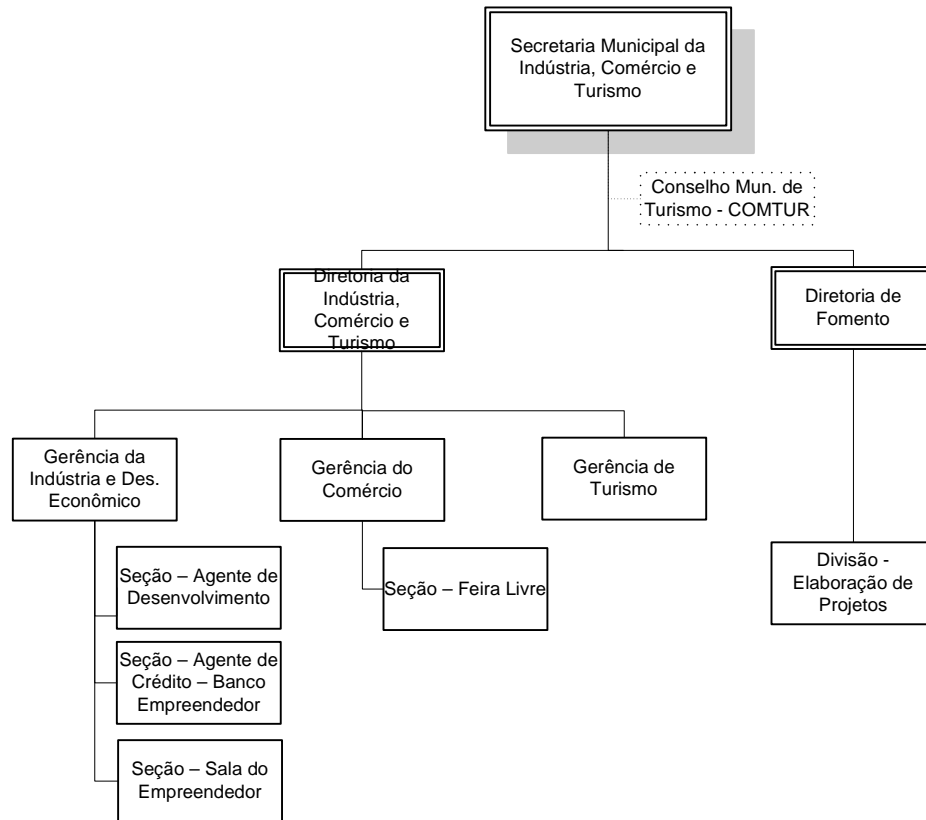 Secretaria Municipal da
Indústria, Comércio e
Turismo
Conselho Mun. de
Turismo - COMTUR
Diretoria da
Indústria,
Comércio e
Turismo
Diretoria de
Fomento
Gerência da
Indústria e Des.
Econômico
Gerência do
Comércio
Gerência de
Turismo
Seção – Agente de
Desenvolvimento
Seção – Feira Livre
Divisão -
Elaboração de
Projetos
Seção – Agente de
Crédito – Banco
Empreendedor
Seção – Sala do
Empreendedor